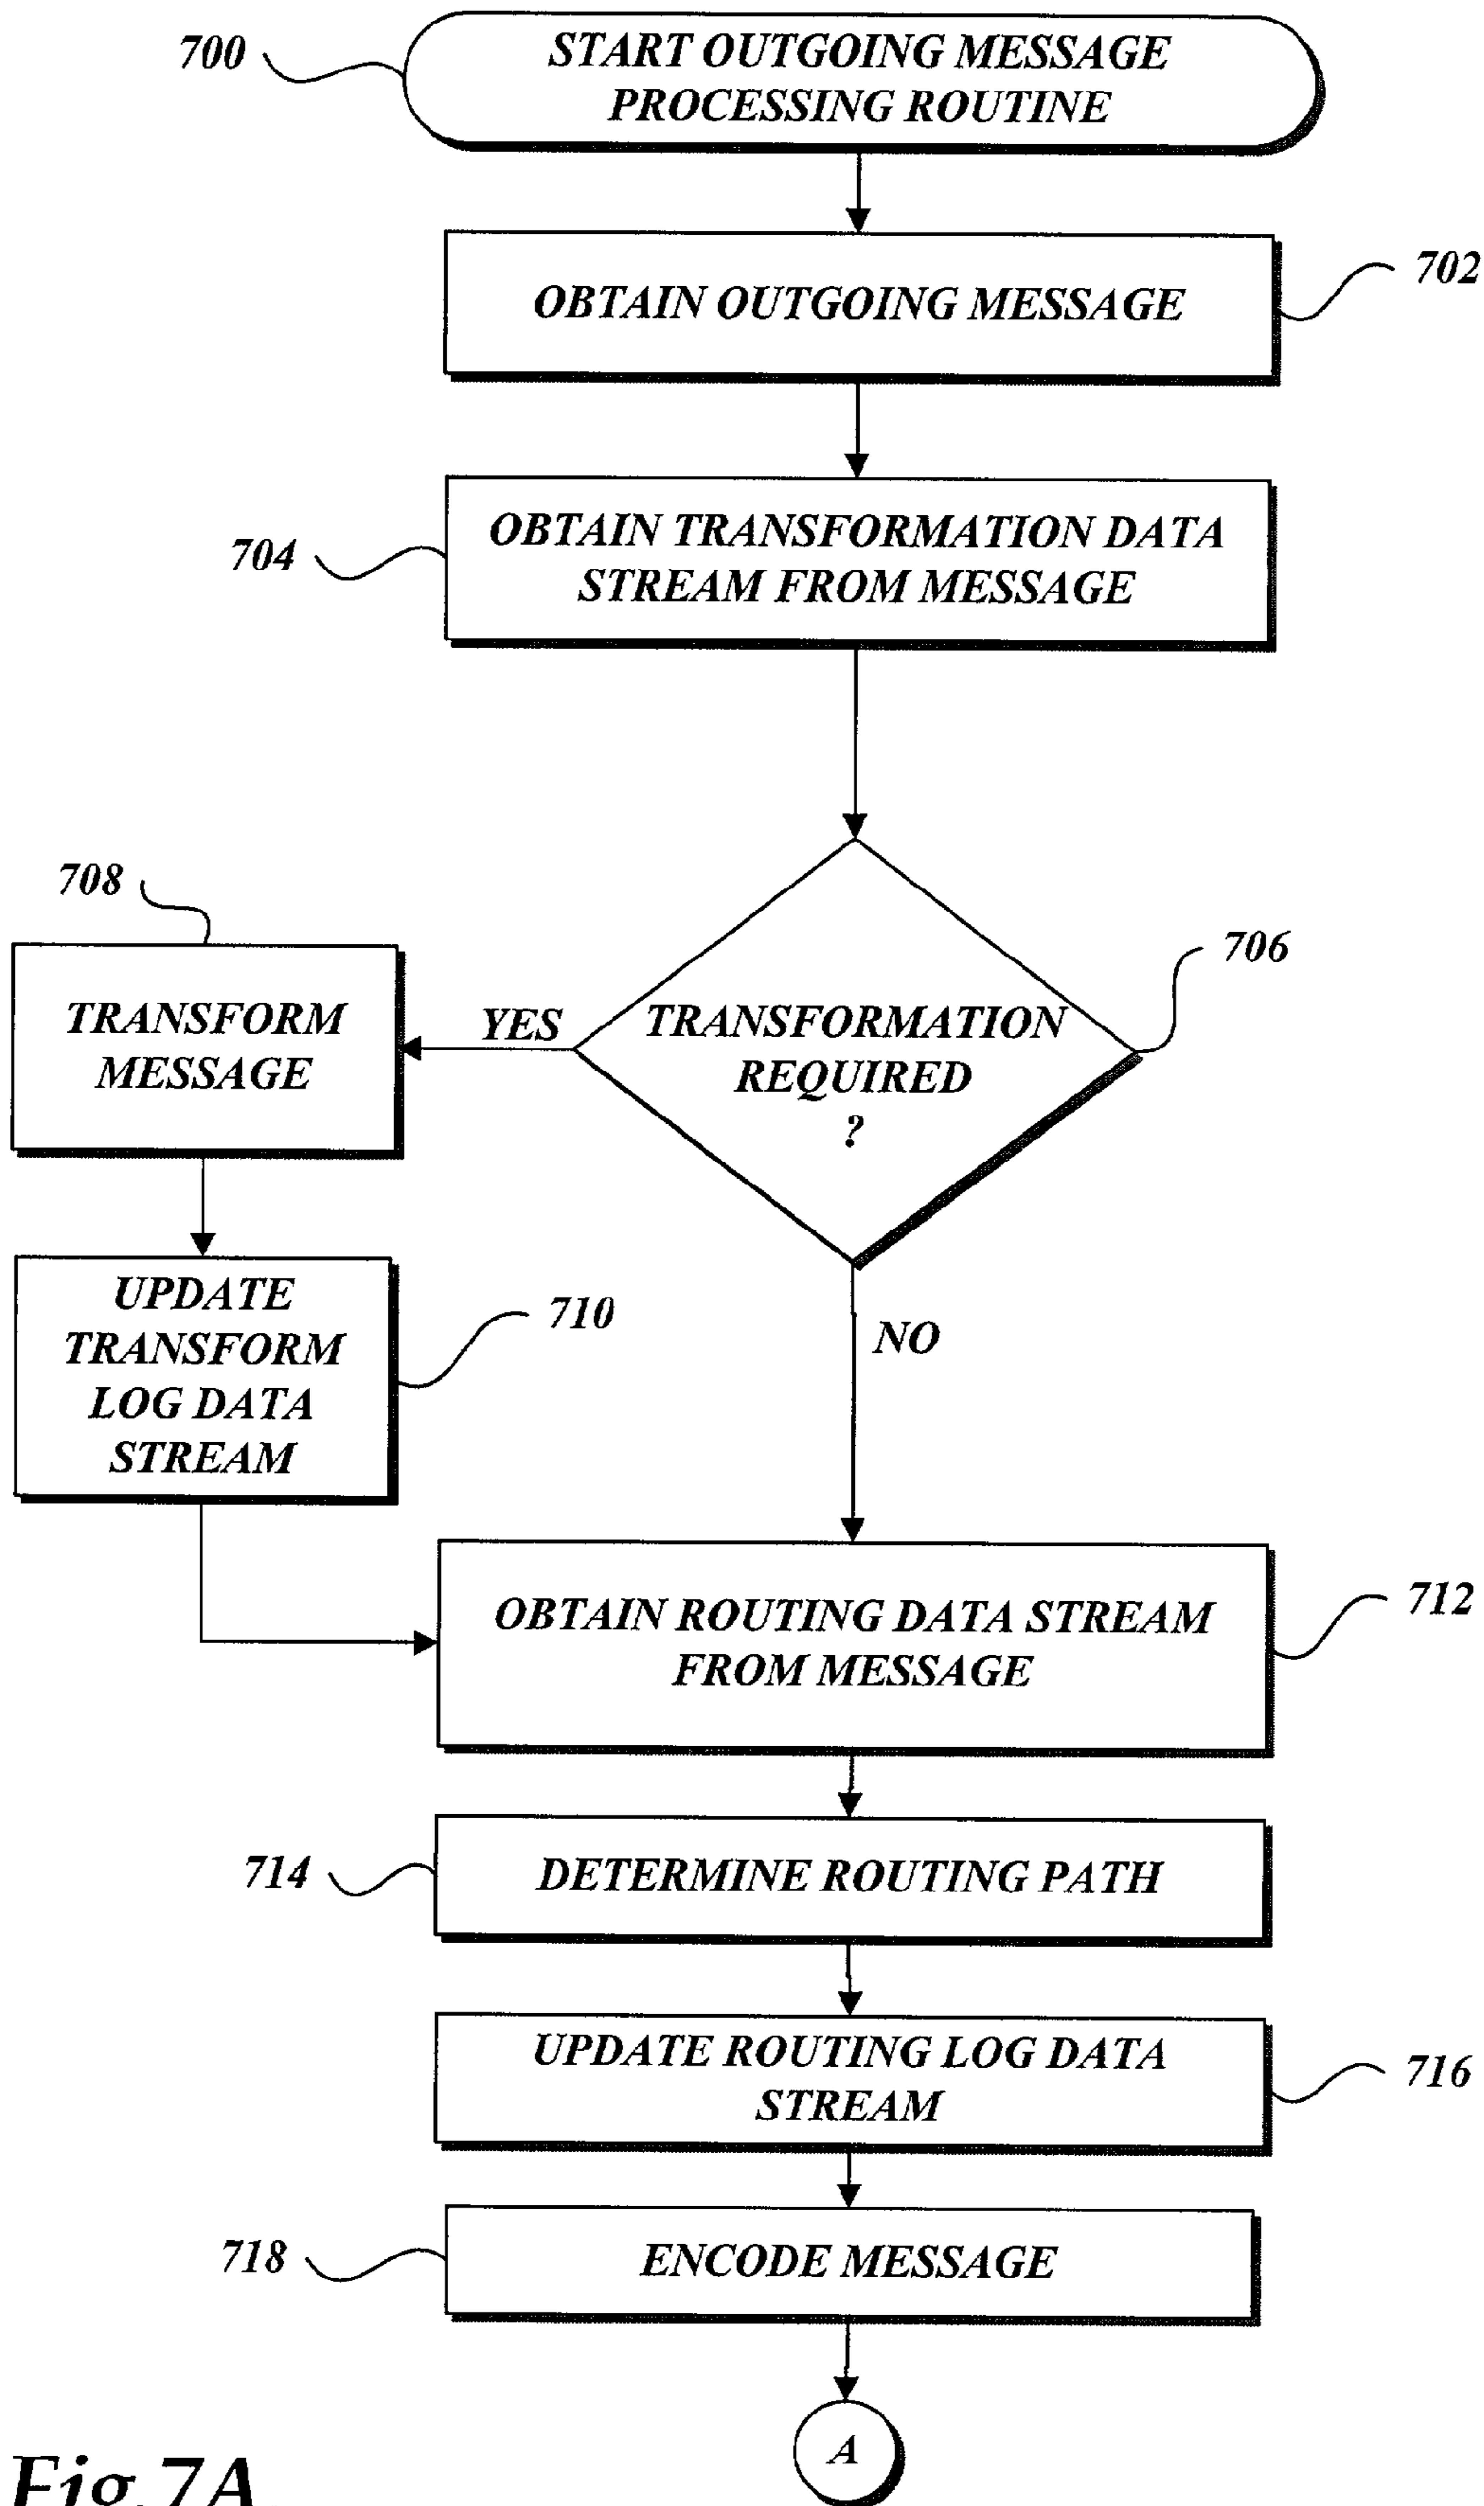 700
START OUTGOING MESSAGE
PROCESSING ROUTINE
OBTAIN OUTGOING MESSAGE
702
704
OBTAIN TRANSFORMATION DATA
STREAM FROM MESSAGE
708
706
TRANSFORM
MESSAGE
YES
TRANSFORMATION
REQUIRED
?
UPDATE
TRANSFORM
LOG DATA
STREAM
710
NO
OBTAIN ROUTING DATA STREAM
FROM MESSAGE
712
714
DETERMINE ROUTING PATH
UPDATE ROUTING LOG DATA
STREAM
716
718
ENCODE MESSAGE
A
Fig.7A.